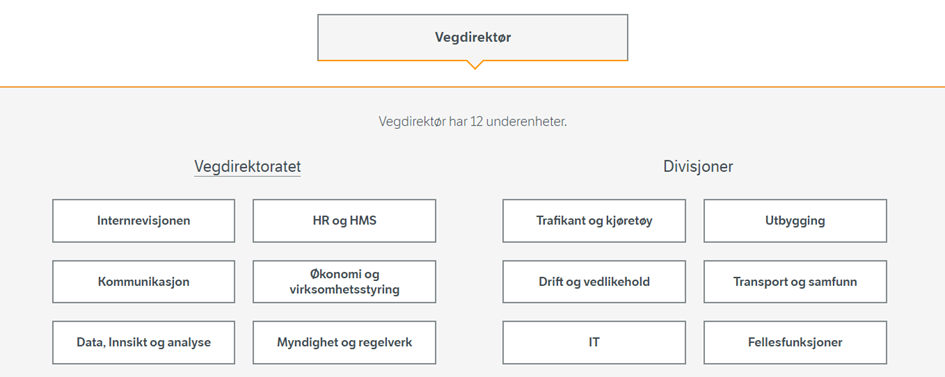 Vegdirektør
Vegdirektør har 12 underenheter.
Vegdirektoratet
Divisjoner
Internrevisjonen
HR og HMS
Trafikant og kjøretøy
Utbygging
Kommunikasjon
Økonomi og
virksomhetsstyring
Drift og vedlikehold
Transport og samfunn
Data, Innsikt og analyse
Myndighet og regelverk
IT
Fellesfunksjoner